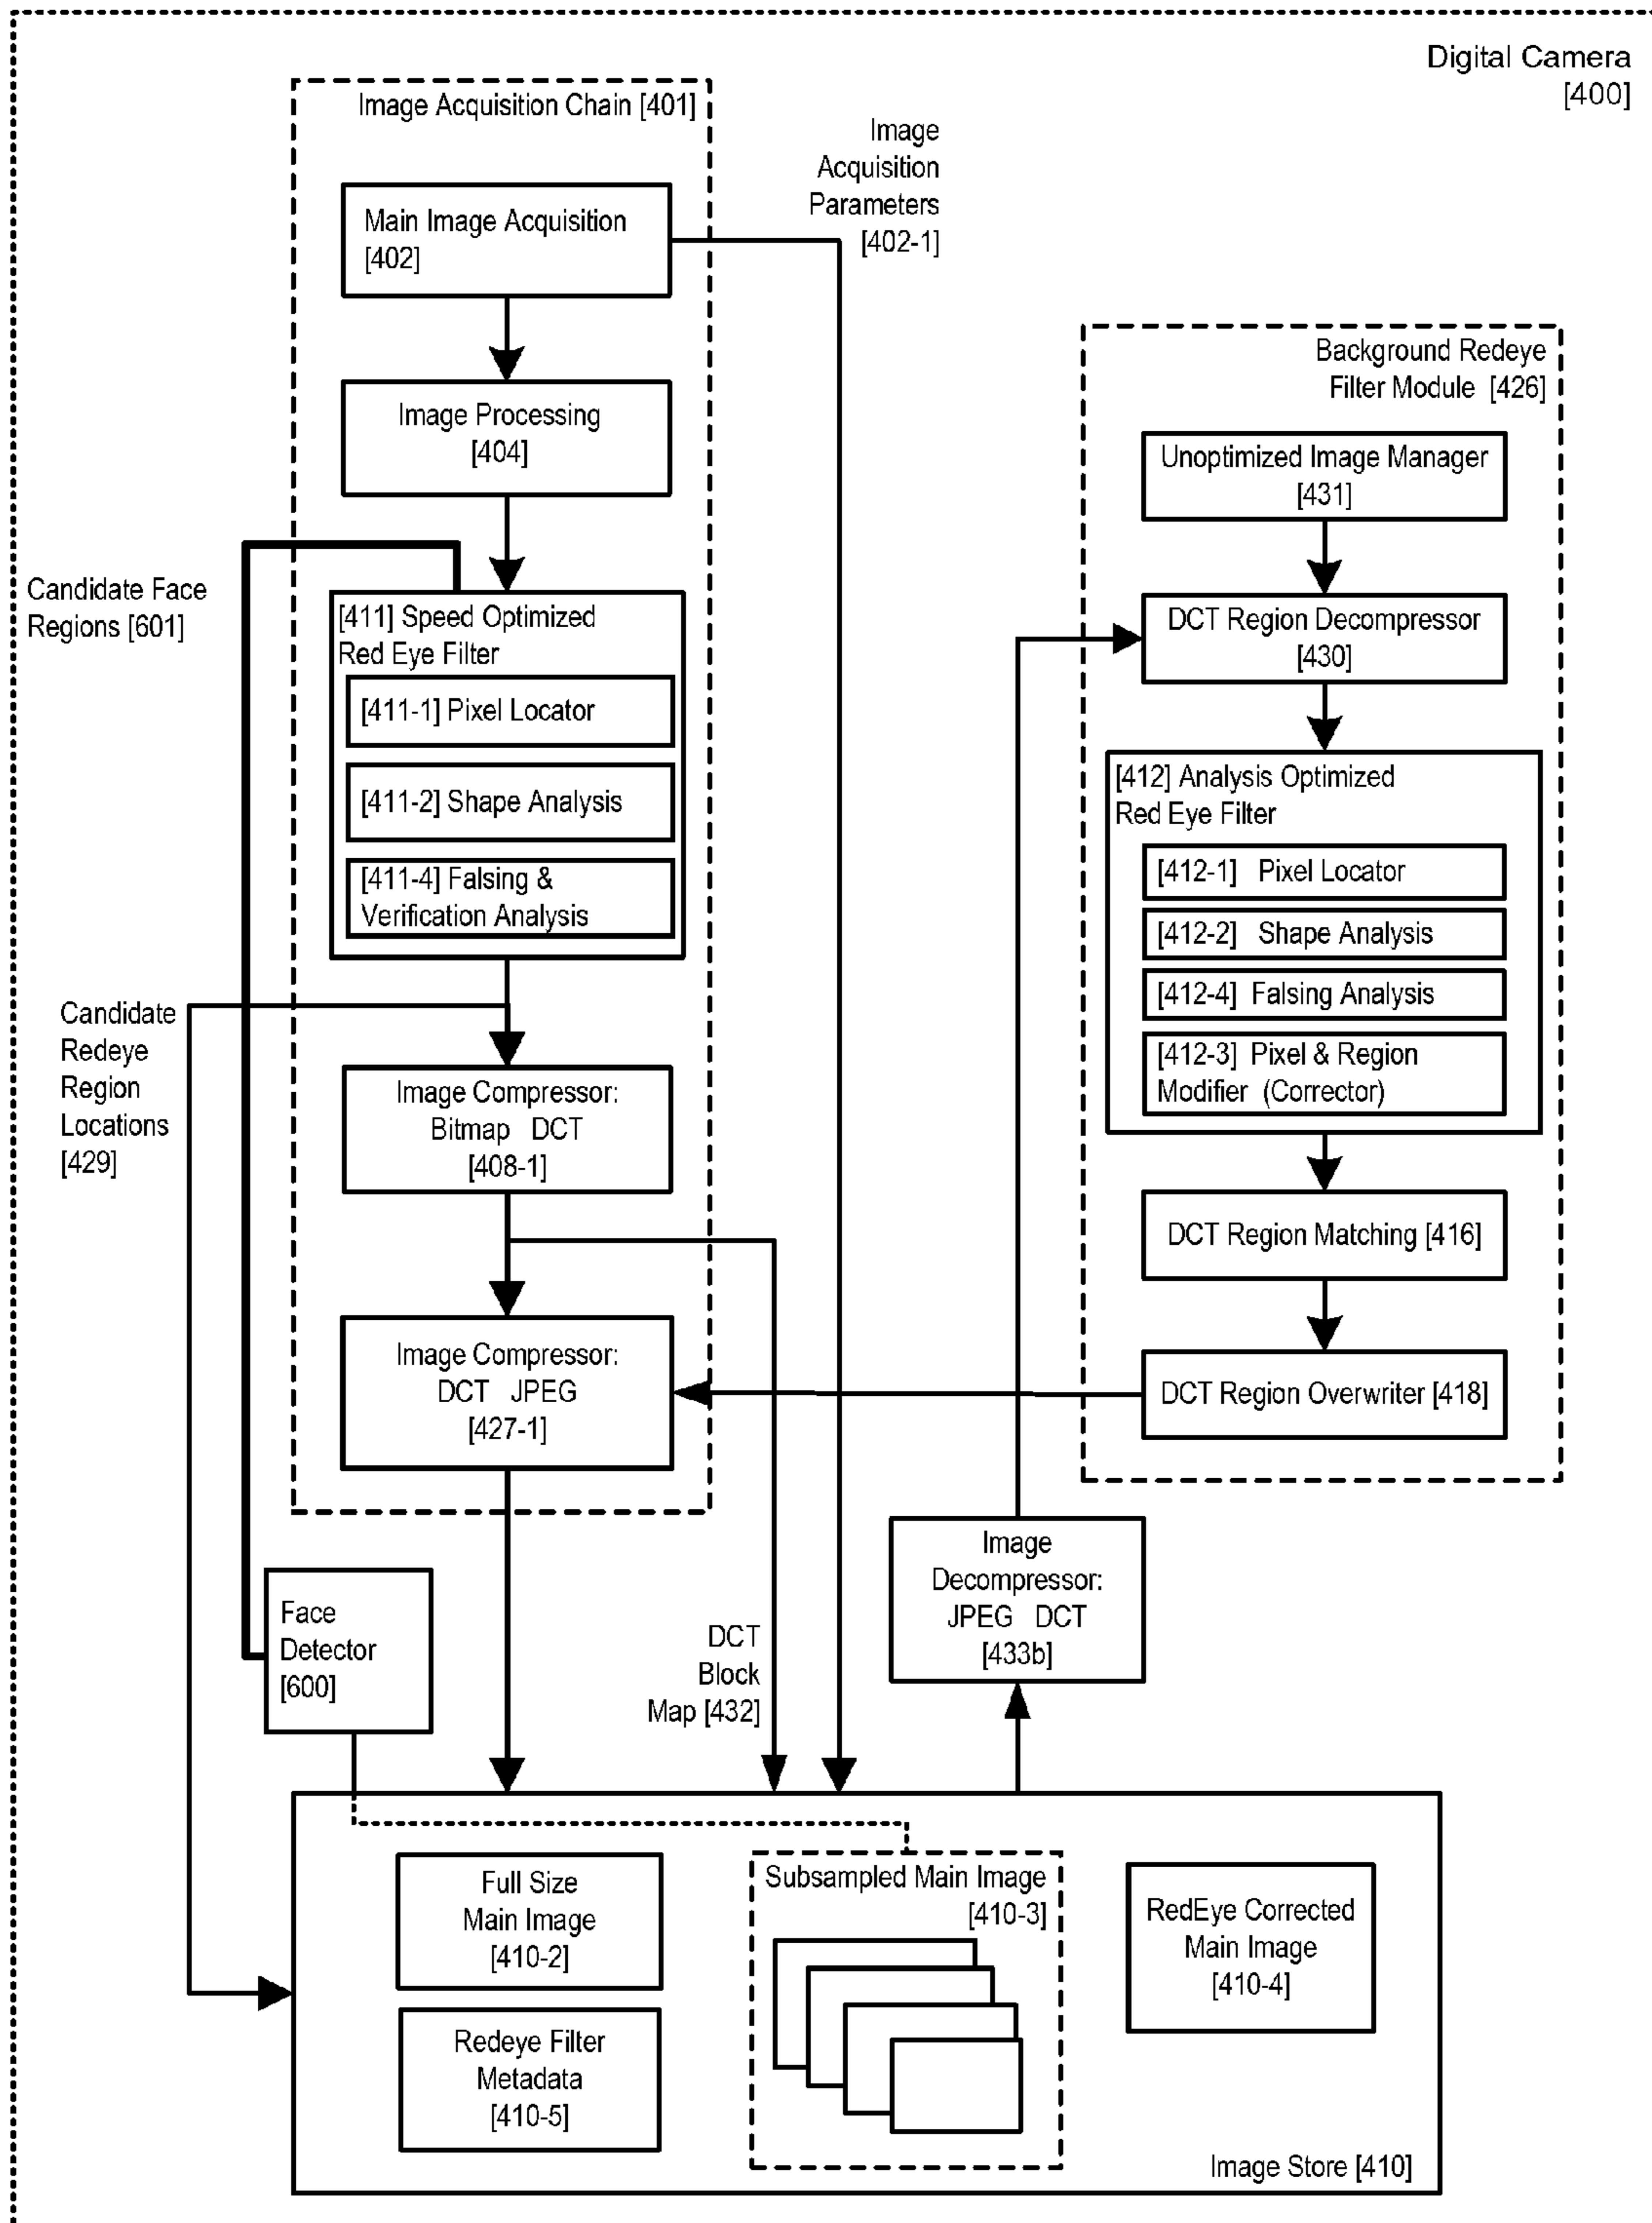 Digital Camera
[400]
Image Acquisition Chain [401]
Image
Acquisition
Parameters
[402-1]
Main Image Acquisition
[402]
Image Processing
[404]
Candidate Face
Regions [601]
[411] Speed Optimized
Red Eye Filter
[411-1] Pixel Locator
[411-2] Shape Analysis
[411-4] Falsing &
Verification Analysis
Candidate
Redeye
Region
Locations
[429]
Image Compressor:
Bitmap DCT
[408-1]
Image Compressor:
DCT JPEG
[427-1]
Background Redeye
Filter Module [426]
Unoptimized Image Manager
[431]
DCT Region Decompressor
[430]
[412] Analysis Optimized
Red Eye Filter
[412-1] Pixel Locator
[412-2] Shape Analysis
[412-4] Falsing Analysis
[412-3] Pixel & Region
Modifier (Corrector)
DCT Region Matching [416]
DCT Region Overwriter [418]
Image
Decompressor:
JPEG DCT
[433b]
Face
Detector
[600]
DCT
Block
Map [432]
Full Size
Main Image
[410-2]
Redeye Filter
Metadata
[410-5]
Subsampled Main Image
[410-3]
RedEye Corrected
Main Image
[410-4]
Image Store [410]